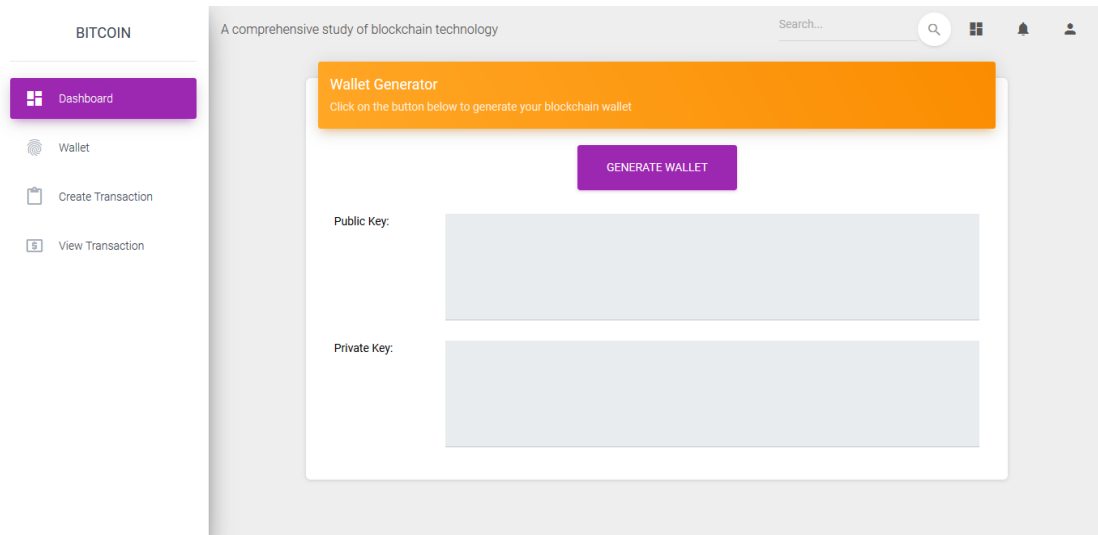 BITCOIN
Dashboard
Wallet
Create Transaction
View Transaction
A comprehensive study of blockchain technology
Search...
Wallet Generator
Click on the button below to generate your blockchain wallet
GENERATE WALLET
Public Key:
Private Key: